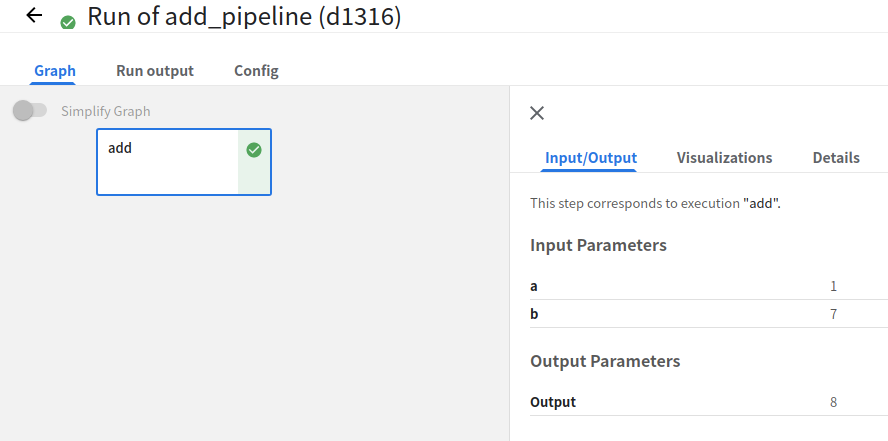 Run of add_pipeline (d1316)
Graph Run output Config
Simplify Graph
add
Input/Output Visualizations Details
This step corresponds to execution "add".
Input Parameters
a 1
b 7
Output Parameters
Output 8